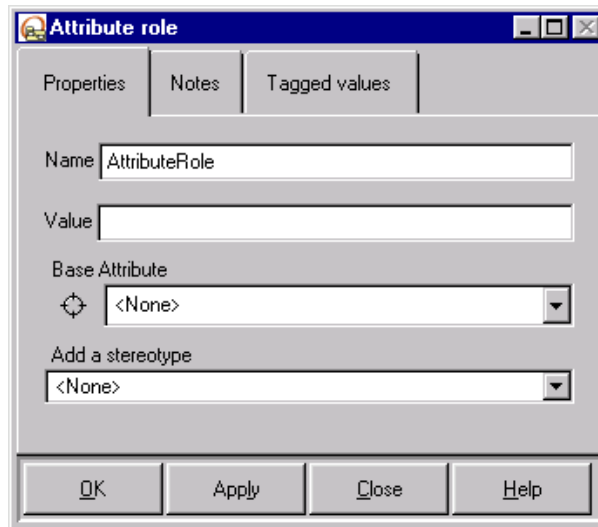 Attribute role
Properties Notes Tagged values
Name AttributeRole
Value
Base Attribute
<None>
Add a stereotype
<None>
OK Apply Close Help